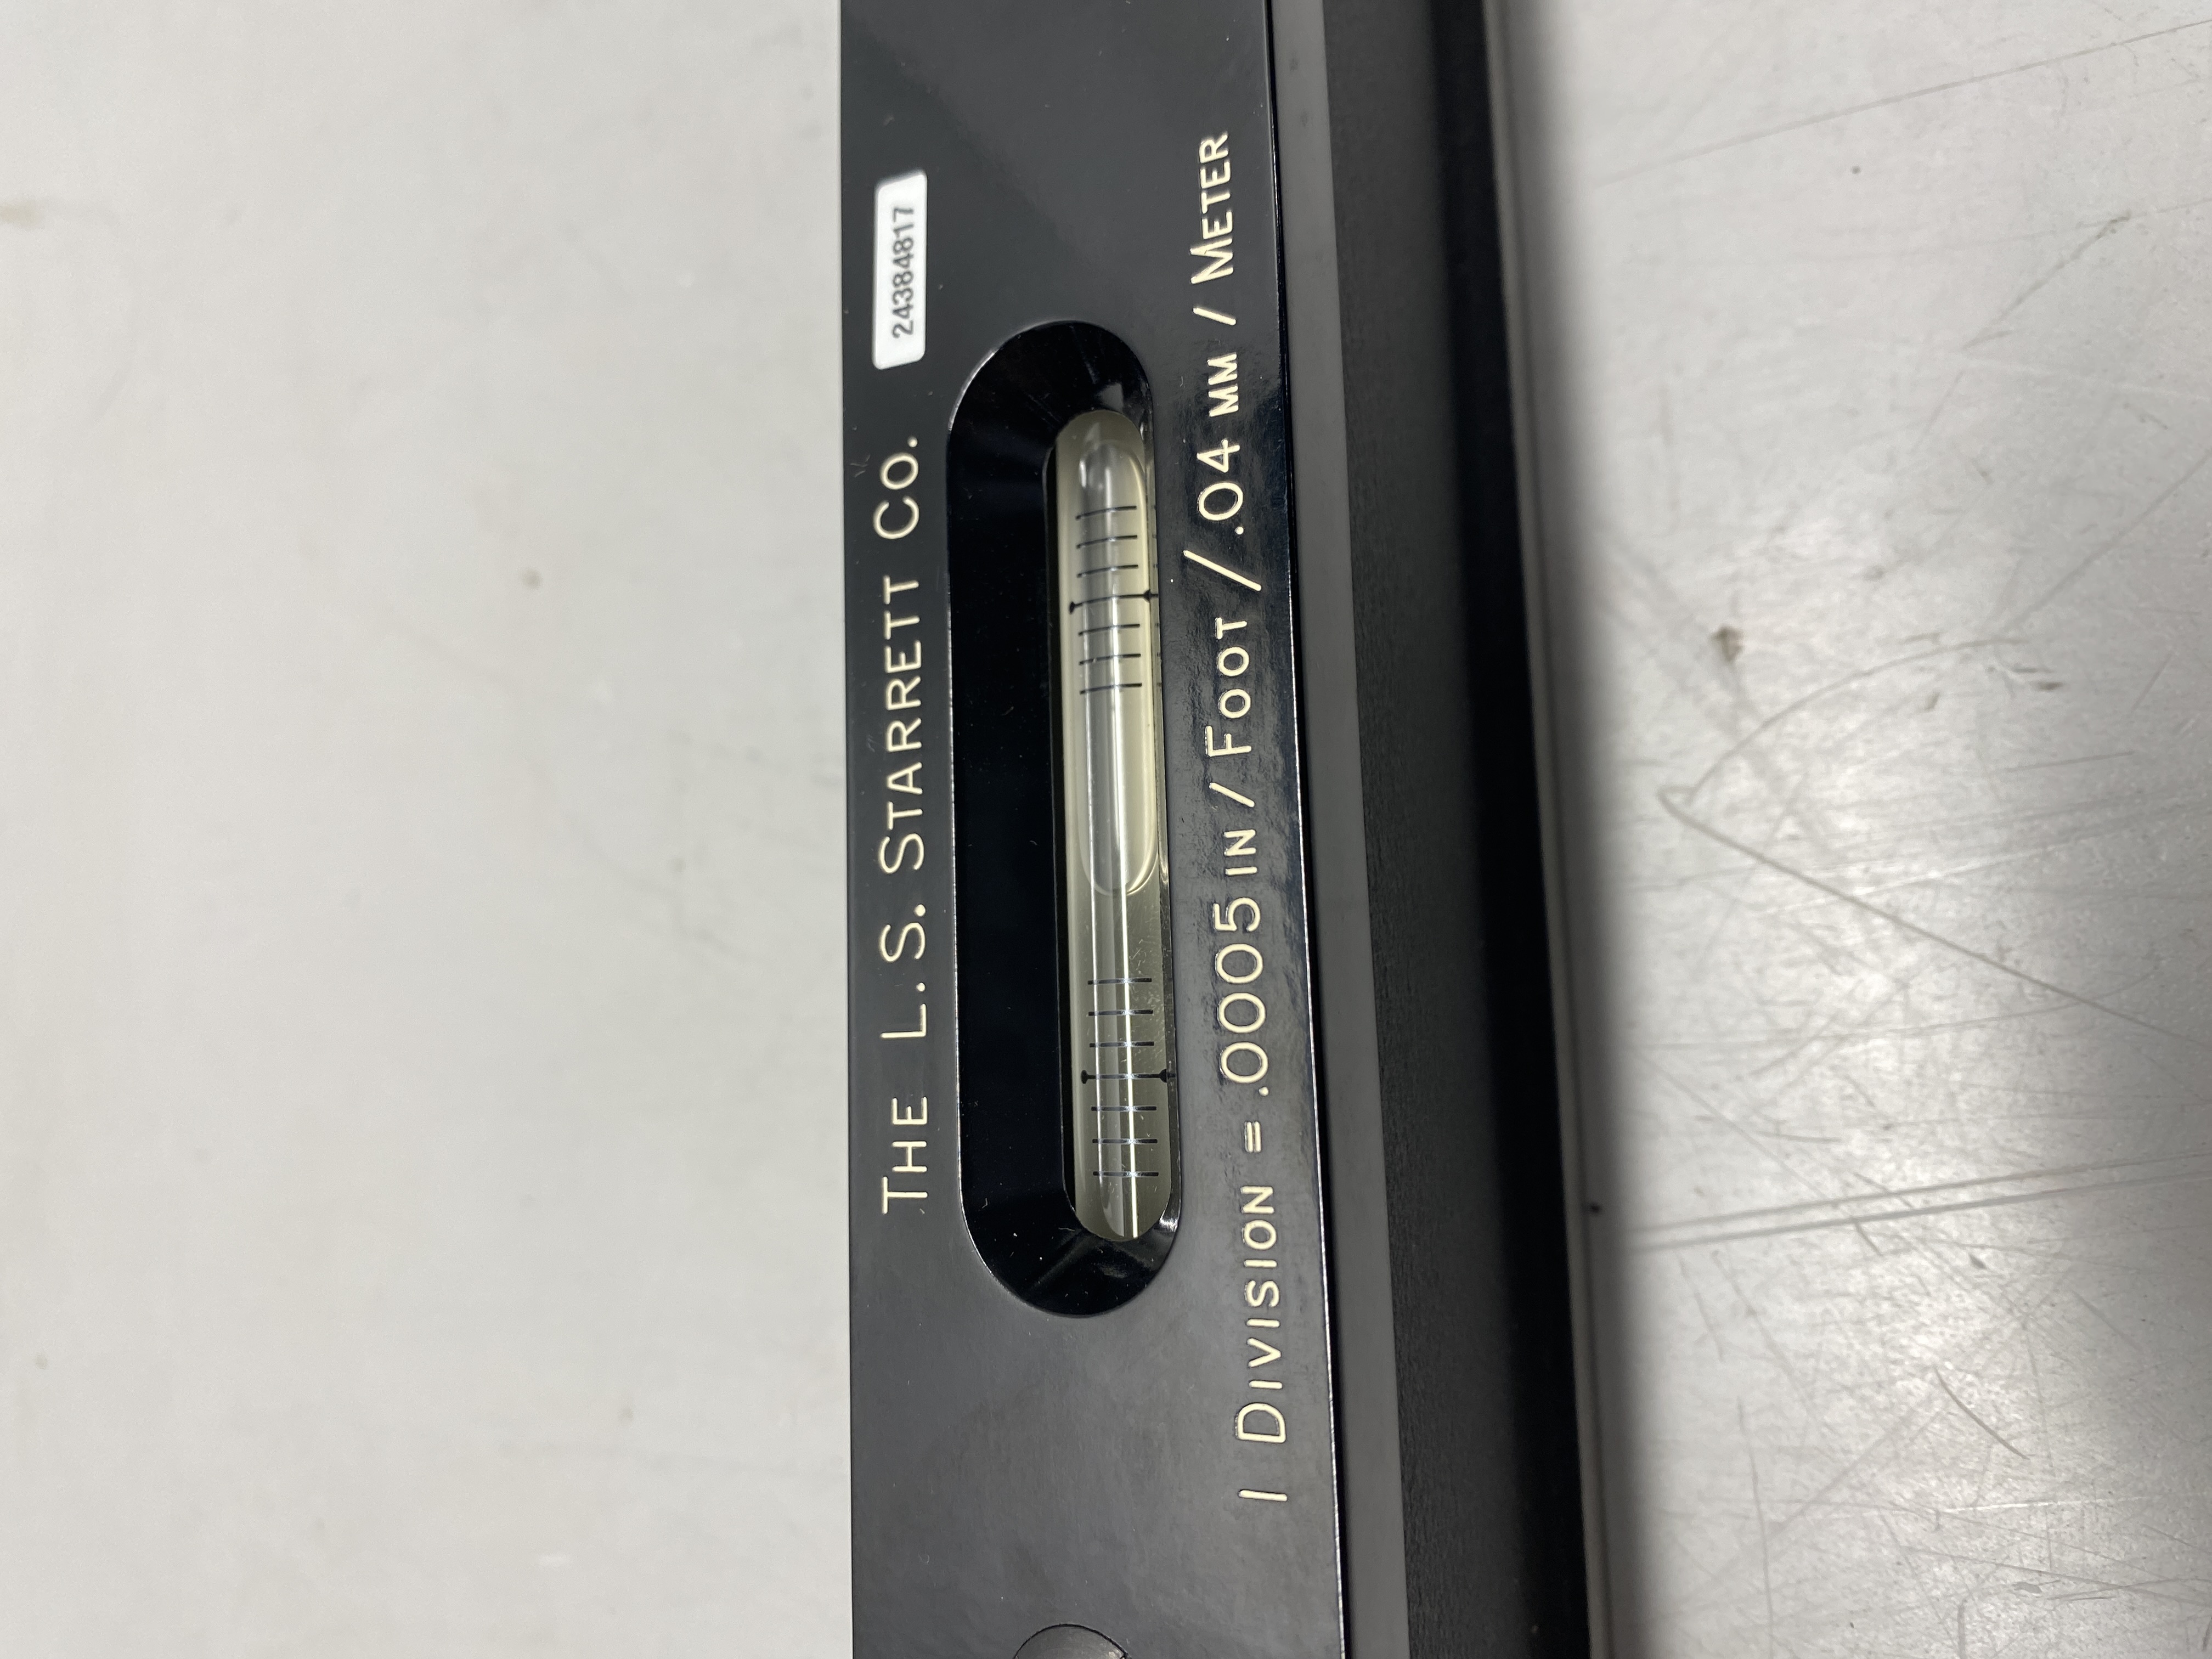 THE L. S. STARRETT CO.
24384817
1 DIVISION = .0005 IN / FOOT / .04 MM / METER